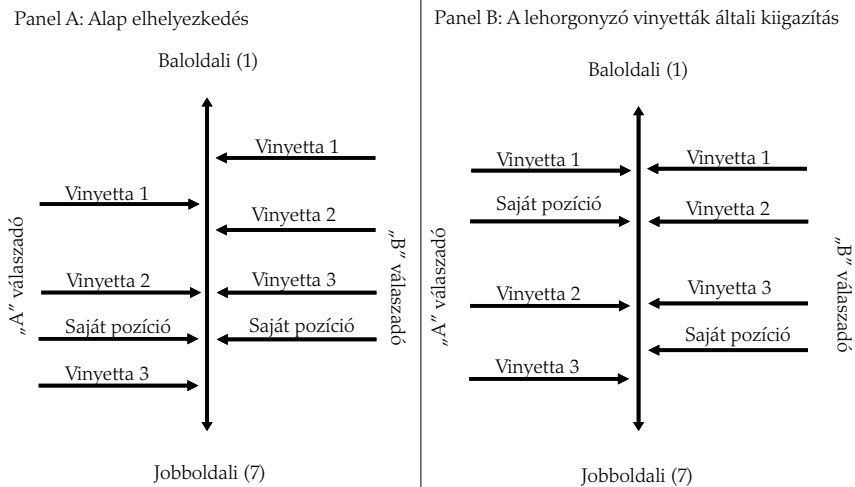 Panel A: Alap elhelyezkedés
Baloldali (1)
„A" válaszadó
Vinyetta 1
Vinyetta 2
Saját pozíció
Vinyetta 3
Vinyetta 1
Vinyetta 2
Vinyetta 3
Saját pozíció
„B" válaszadó
Jobboldali (7)
Panel B: A lehorgonyzó vinyetták általi kiigazítás
Baloldali (1)
„A" válaszadó
Vinyetta 1
Saját pozíció
Vinyetta 2
Vinyetta 3
Vinyetta 1
Vinyetta 2
Vinyetta 3
Saját pozíció
„B" válaszadó
Jobboldali (7)